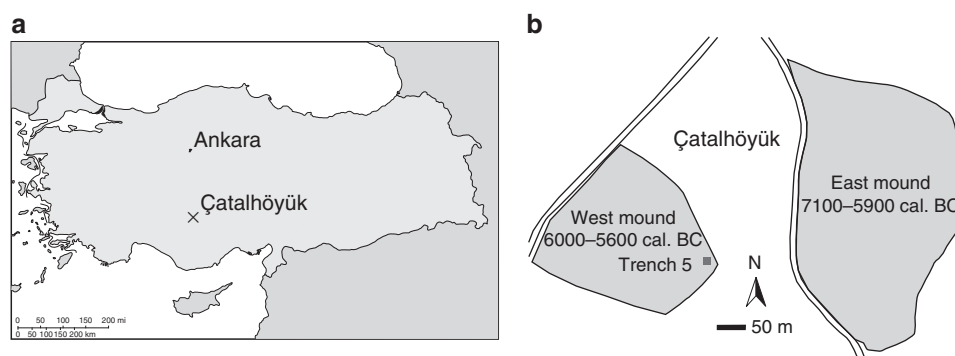 a
Ankara
Çatalhöyük
0 50 100 150 200 mi
0 50 100 150 200 km
b
Çatalhöyük
East mound
7100–5900 cal. BC
West mound
6000–5600 cal. BC
Trench 5
N
50 m